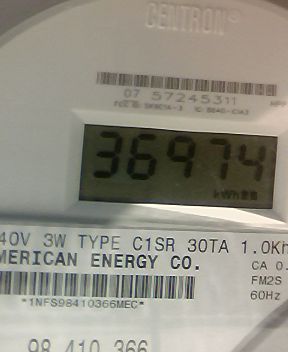 CENTRON®
07 57245311
36974
kWh
40V 3W TYPE C1SR 30TA 1.0Kh
MERICAN ENERGY CO.
CA 0.
FM2S
60Hz
*1NFS98410366MEC*
98 410 366